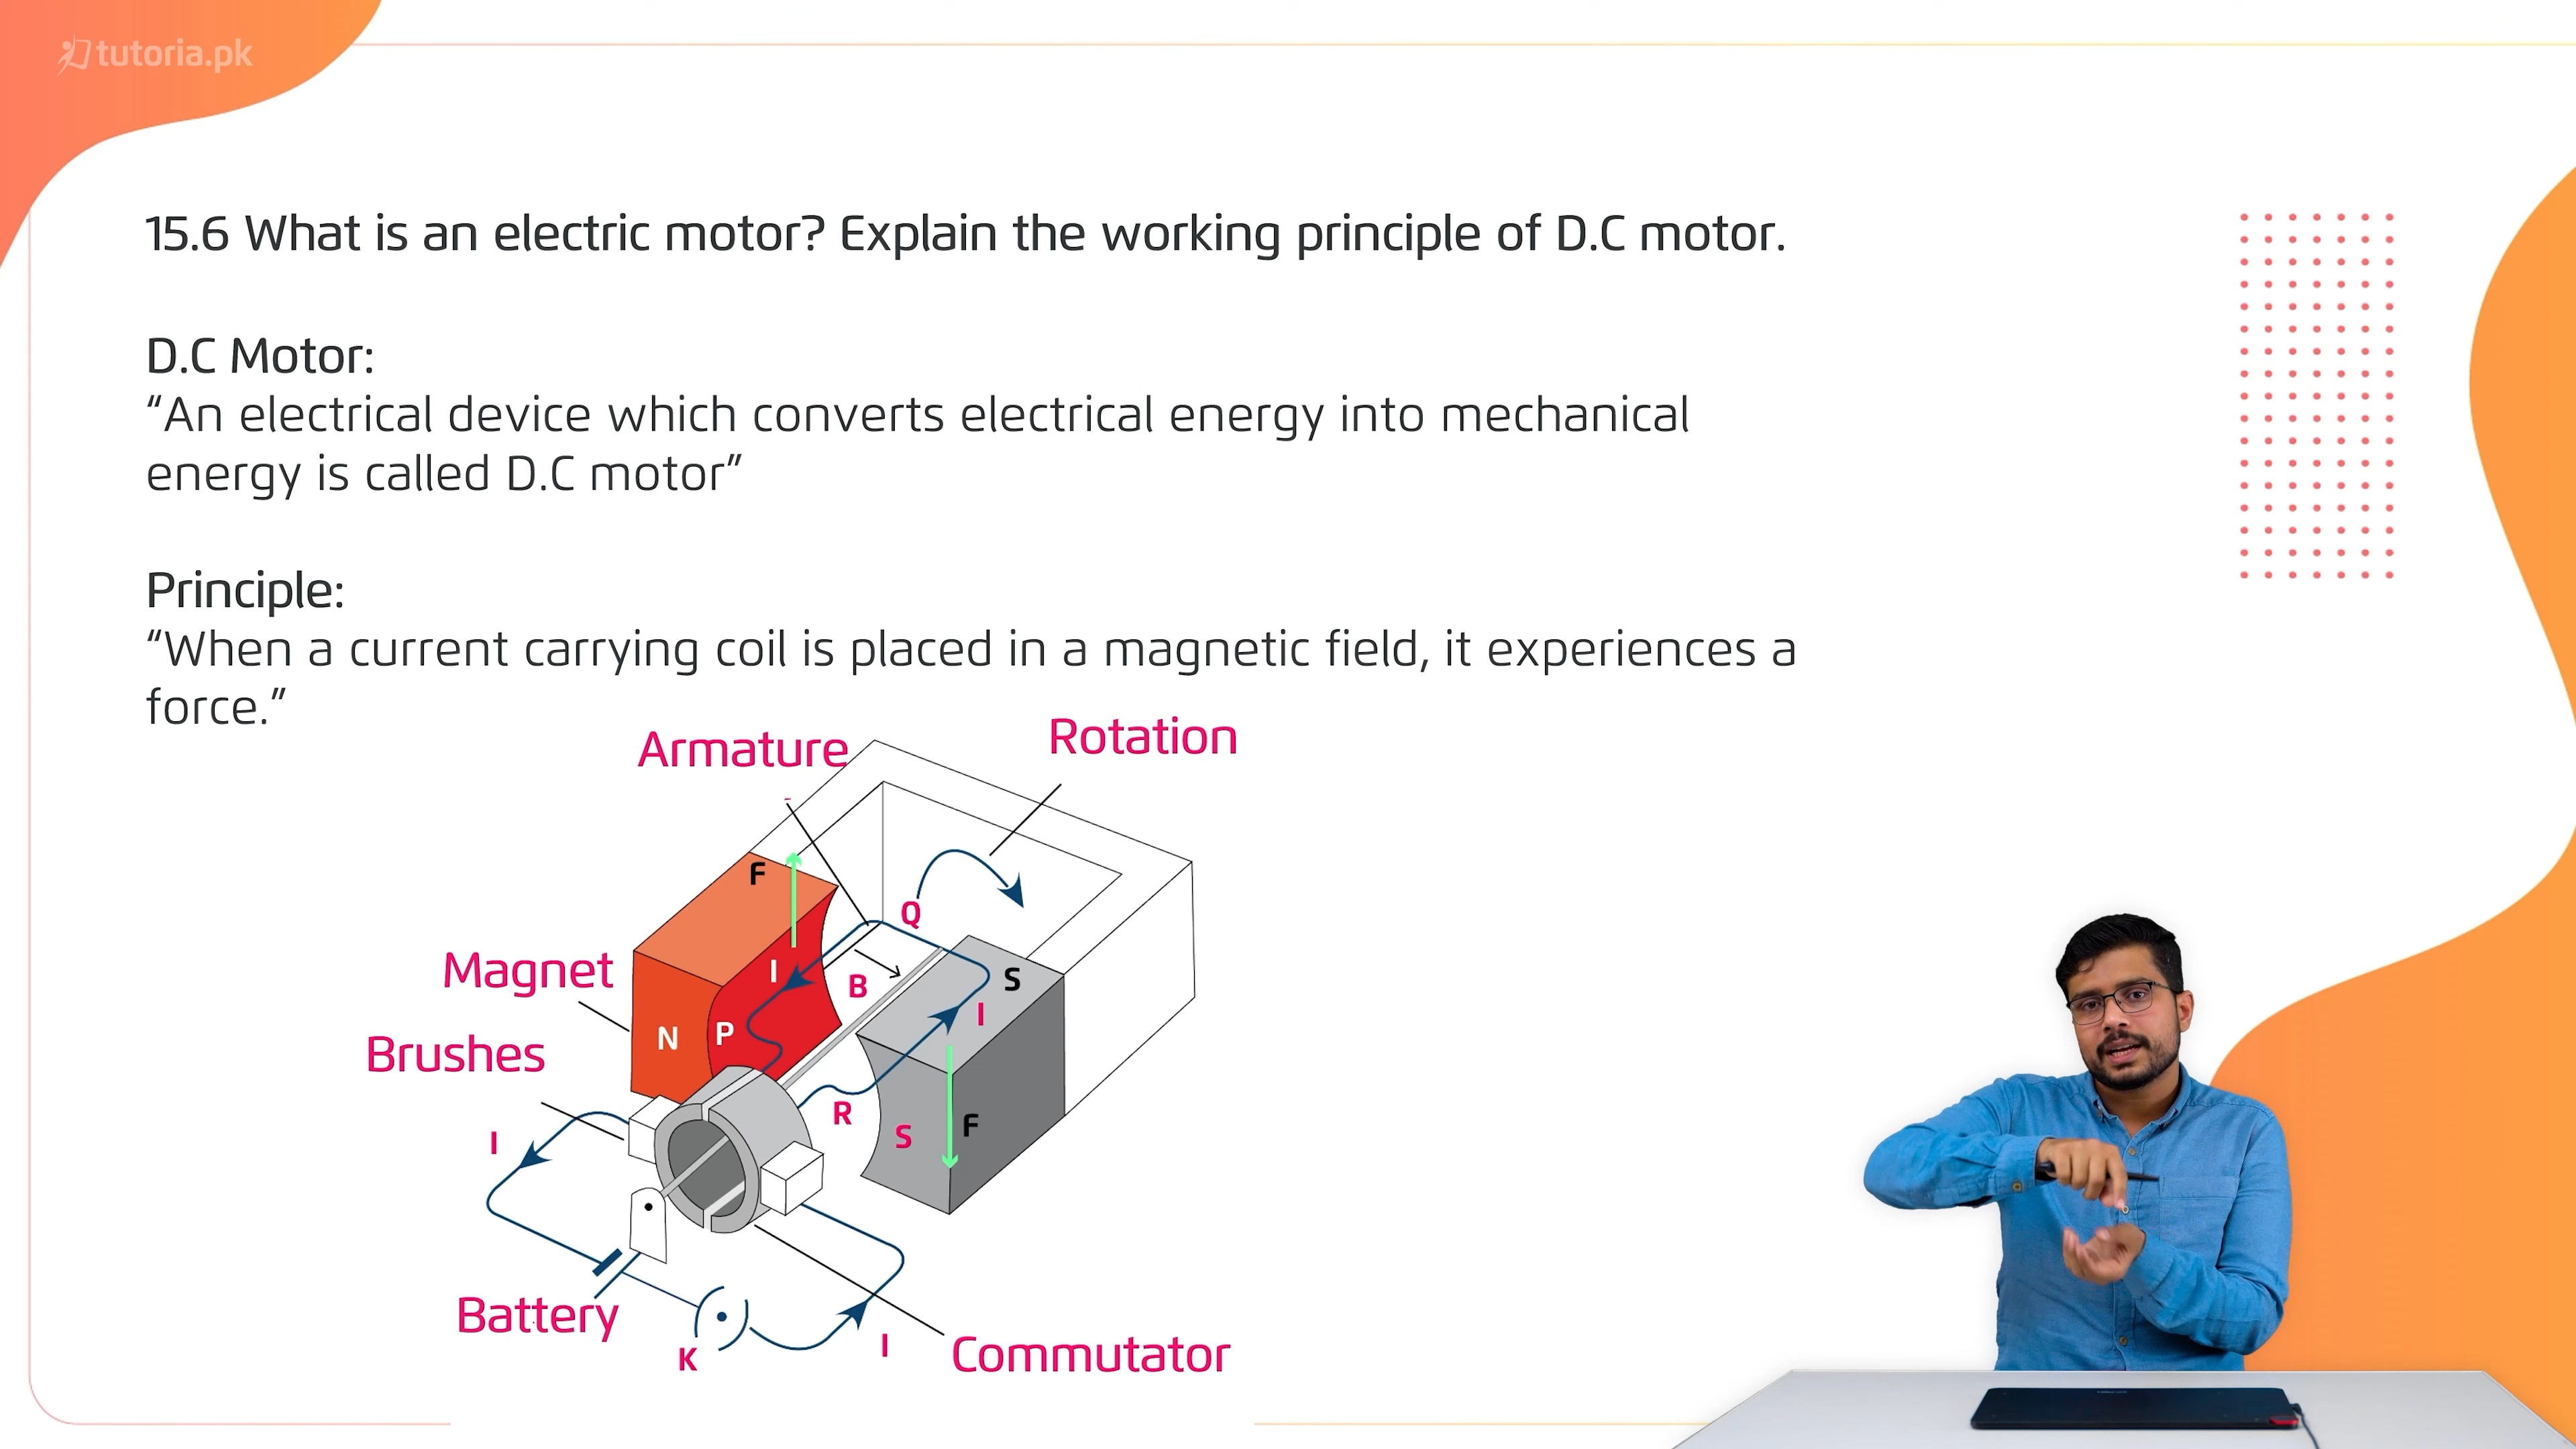 tutoria.pk
15.6 What is an electric motor? Explain the working principle of D.C motor.
D.C Motor:
“An electrical device which converts electrical energy into mechanical
energy is called D.C motor”
Principle:
“When a current carrying coil is placed in a magnetic field, it experiences a
force.”
Armature
Rotation
F
Q
Magnet
I
B
S
I
N
P
Brushes
R
S
F
I
Battery
K
I
Commutator